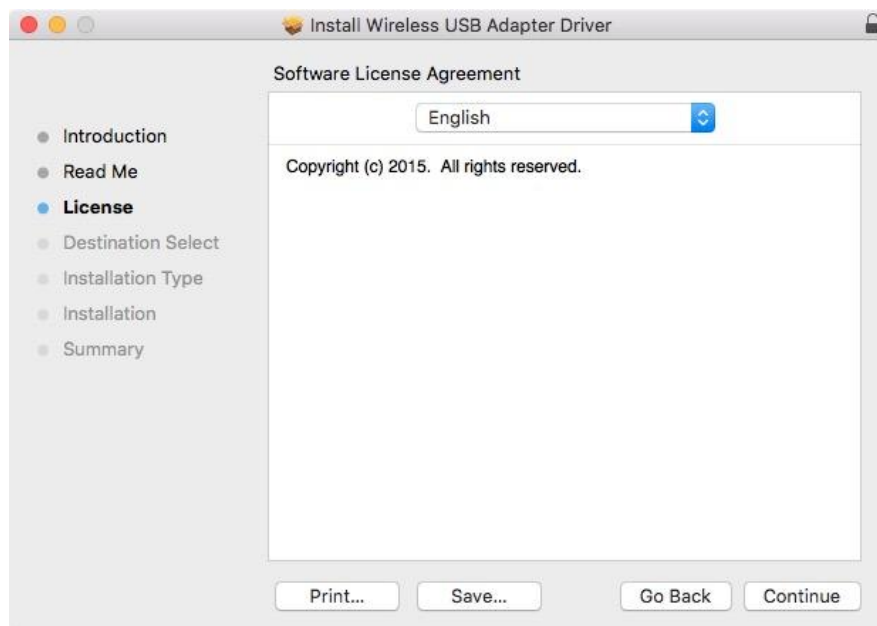 Install Wireless USB Adapter Driver
Software License Agreement
English
Introduction
Read Me
License
Destination Select
Installation Type
Installation
Summary
Copyright (c) 2015.  All rights reserved.
Print...
Save...
Go Back
Continue